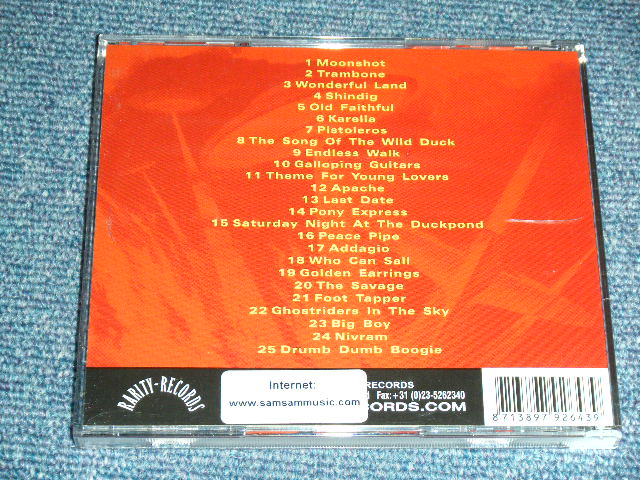 1 Moonshot
2 Trambone
3 Wonderful Land
4 Shindig
5 Old Faithful
6 Karella
7 Pistoleros
8 The Song Of The Wild Duck
9 Endless Walk
10 Galloping Guitars
11 Theme For Young Lovers
12 Apache
13 Last Date
14 Pony Express
15 Saturday Night At The Duckpond
16 Peace Pipe
17 Addagio
18 Who Can Sail
19 Golden Earrings
20 The Savage
21 Foot Tapper
22 Ghostriders In The Sky
23 Big Boy
24 Nivram
25 Drumb Dumb Boogie
RARITY-RECORDS
Internet:
www.samsammusic.com
RECORDS
Fax:+31 (0)23-5262340
CORDS.COM
8713897 926439